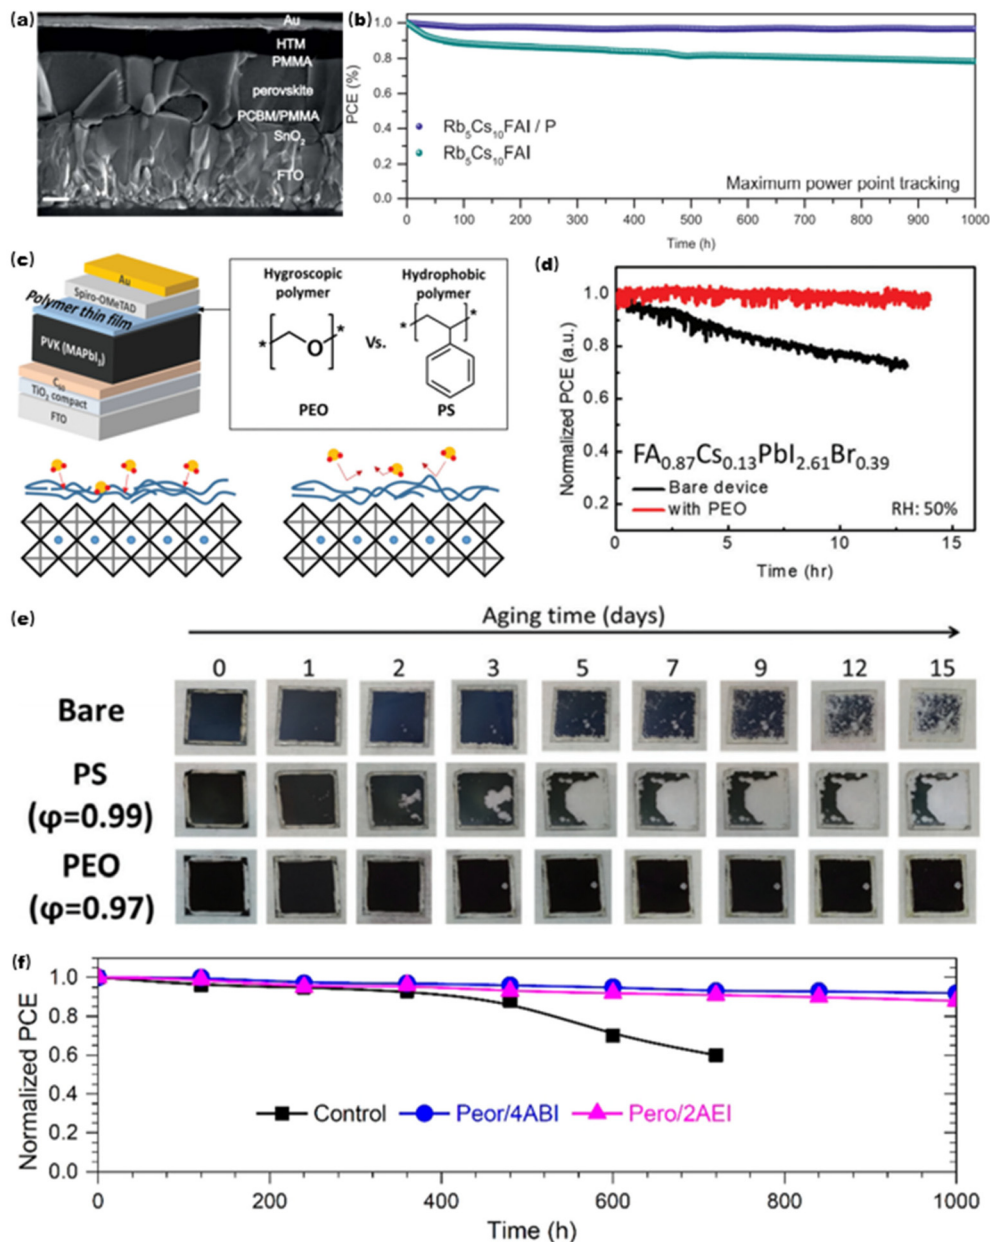 (a)
Au
HTM
PMMA
perovskite
PCBM/PMMA
SnO₂
FTO
(b)
PCE (%)
1.0
0.8
0.6
0.4
0.2
0.0
Rb₅Cs₁₀FAI / P
Rb₅Cs₁₀FAI
Maximum power point tracking
0 100 200 300 400 500 600 700 800 900 1000
Time (h)
(c)
Au
Spiro-OMeTAD
Polymer thin film
PVK (MAPbI₃)
C₆₀
TiO₂ compact
FTO
Hygroscopic polymer
Hydrophobic polymer
* O *
Vs.
* *
PEO
PS
(d)
Normalized PCE (a.u.)
1.0
0.8
0.6
0.4
0.2
FA₀.₈₇Cs₀.₁₃PbI₂.₆₁Br₀.₃₉
Bare device
with PEO
RH: 50%
0 5 10 15
Time (hr)
(e)
Aging time (days)
0 1 2 3 5 7 9 12 15
Bare
PS
(φ=0.99)
PEO
(φ=0.97)
(f)
Normalized PCE
1.0
0.8
0.6
0.4
0.2
0.0
Control
Peor/4ABI
Pero/2AEI
0 200 400 600 800 1000
Time (h)